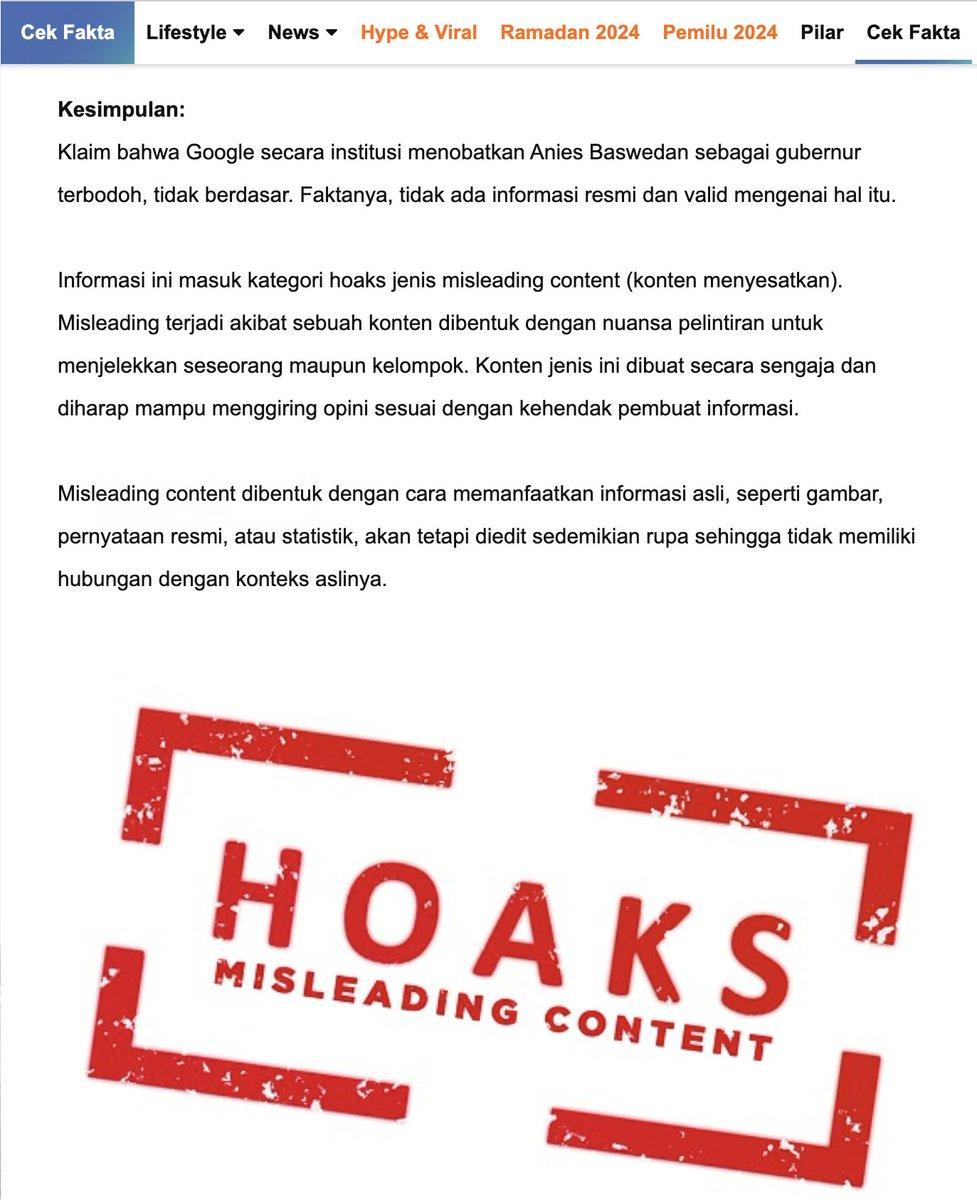 Cek Fakta Lifestyle News Hype & Viral Ramadan 2024 Pemilu 2024 Pilar Cek Fakta
Kesimpulan:
Klaim bahwa Google secara institusi menobatkan Anies Baswedan sebagai gubernur
terbodoh, tidak berdasar. Faktanya, tidak ada informasi resmi dan valid mengenai hal itu.
Informasi ini masuk kategori hoaks jenis misleading content (konten menyesatkan).
Misleading terjadi akibat sebuah konten dibentuk dengan nuansa pelintiran untuk
menjelekkan seseorang maupun kelompok. Konten jenis ini dibuat secara sengaja dan
diharap mampu menggiring opini sesuai dengan kehendak pembuat informasi.
Misleading content dibentuk dengan cara memanfaatkan informasi asli, seperti gambar,
pernyataan resmi, atau statistik, akan tetapi diedit sedemikian rupa sehingga tidak memiliki
hubungan dengan konteks aslinya.
HOAKS
MISLEADING CONTENT